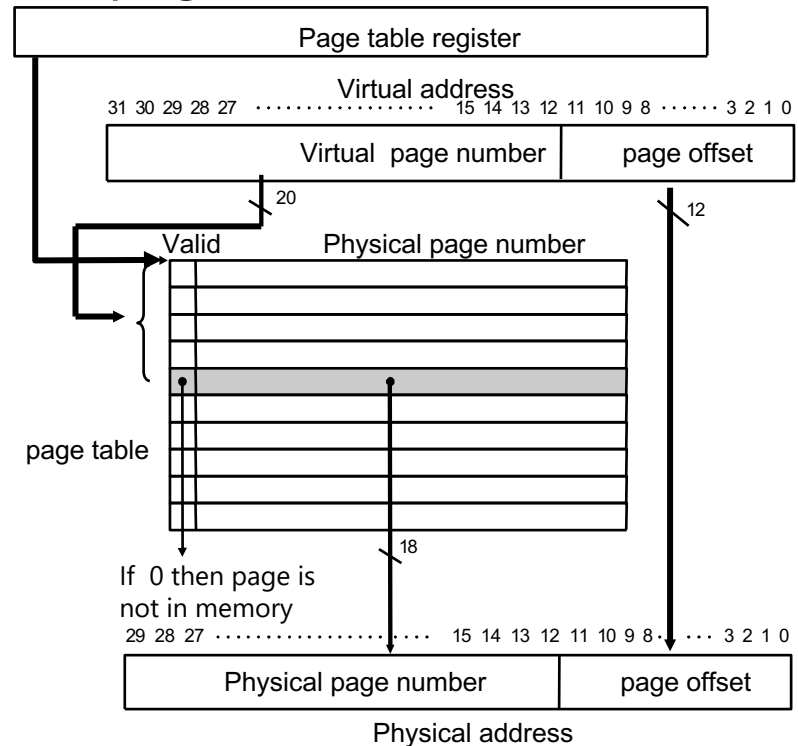 Page table register
Virtual address
31 30 29 28 27 ················· 15 14 13 12 11 10 9 8 ······ 3 2 1 0
Virtual page number page offset
20
12
Valid Physical page number
page table
18
If 0 then page is
not in memory
29 28 27 ····················· 15 14 13 12 11 10 9 8 ····· 3 2 1 0
Physical page number page offset
Physical address